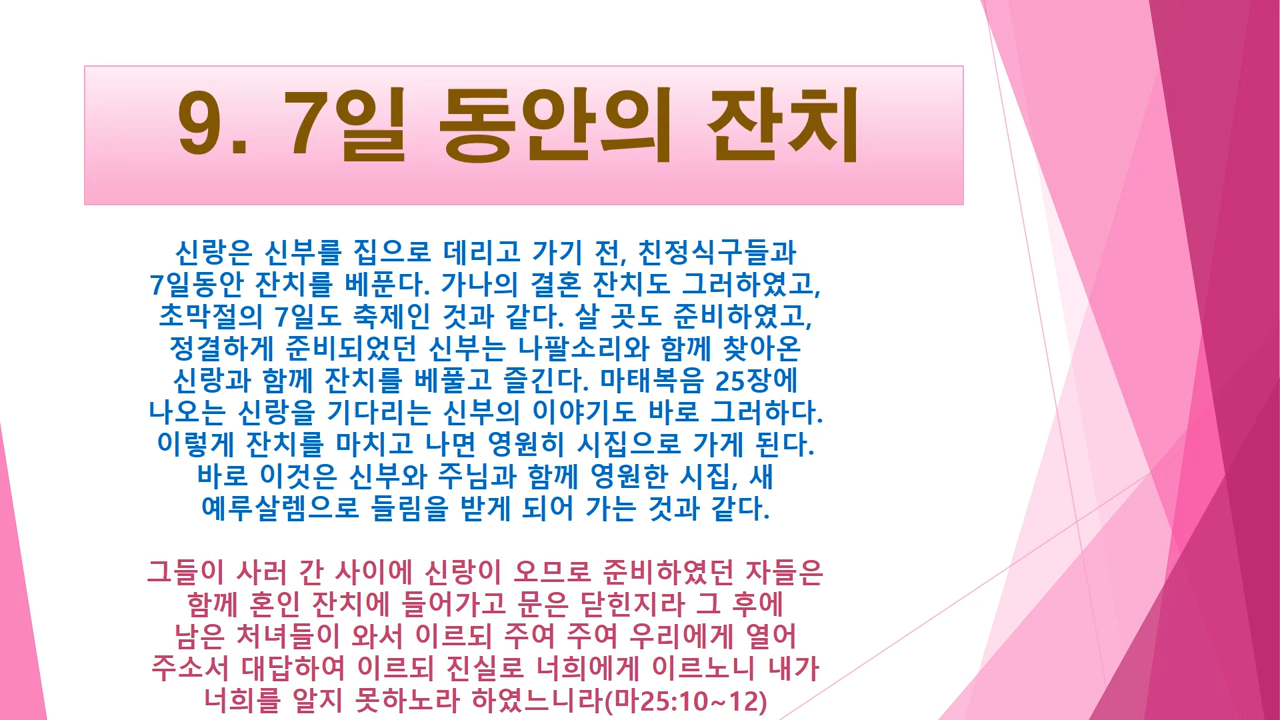 9. 7일 동안의 잔치
신랑은 신부를 집으로 데리고 가기 전, 친정식구들과
7일동안 잔치를 베푼다. 가나의 결혼 잔치도 그러하였고,
초막절의 7일도 축제인 것과 같다. 살 곳도 준비하였고,
정결하게 준비되었던 신부는 나팔소리와 함께 찾아온
신랑과 함께 잔치를 베풀고 즐긴다. 마태복음 25장에
나오는 신랑을 기다리는 신부의 이야기도 바로 그러하다.
이렇게 잔치를 마치고 나면 영원히 시집으로 가게 된다.
바로 이것은 신부와 주님과 함께 영원한 시집, 새
예루살렘으로 들림을 받게 되어 가는 것과 같다.
그들이 사러 간 사이에 신랑이 오므로 준비하였던 자들은
함께 혼인 잔치에 들어가고 문은 닫힌지라 그 후에
남은 처녀들이 와서 이르되 주여 주여 우리에게 열어
주소서 대답하여 이르되 진실로 너희에게 이르노니 내가
너희를 알지 못하노라 하였느니라(마25:10~12)